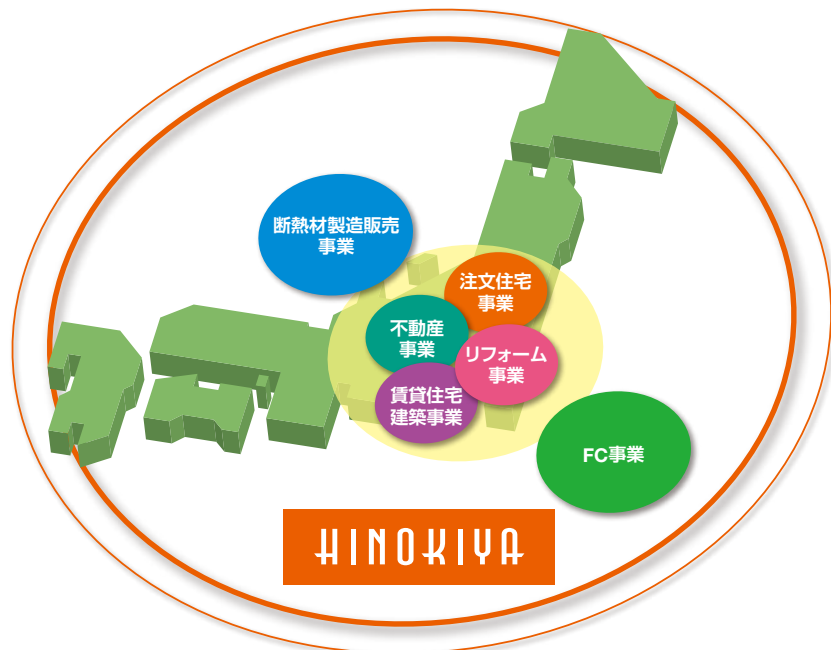 断熱材製造販売
事業
注文住宅
事業
不動産
事業
リフォーム
事業
賃貸住宅
建築事業
FC事業
HINOKIYA